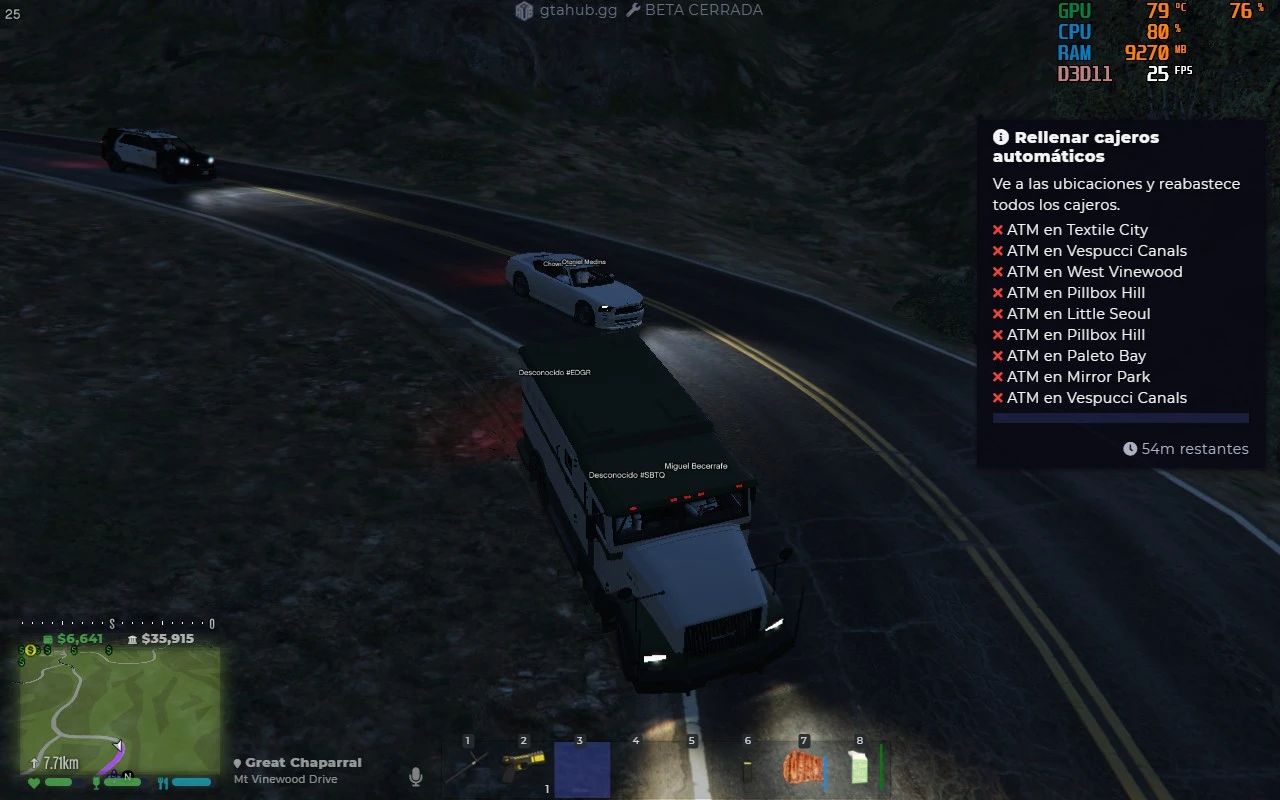 25
gtahub.gg BETA CERRADA
GPU 79 °C 76 %
CPU 80 %
RAM 9270 MB
D3D11 25 FPS
Rellenar cajeros
automáticos
Ve a las ubicaciones y reabastece
todos los cajeros.
ATM en Textile City
ATM en Vespucci Canals
ATM en West Vinewood
ATM en Pillbox Hill
ATM en Little Seoul
ATM en Pillbox Hill
ATM en Paleto Bay
ATM en Mirror Park
ATM en Vespucci Canals
54m restantes
Otoniel Medina
Desconocido #EDGR
Miguel Becerrafe
Desconocido #SBTQ
S O
$6,641 $35,915
7.71km
N
Great Chaparral
Mt Vinewood Drive
1 2 3 4 5 6 7 8
1